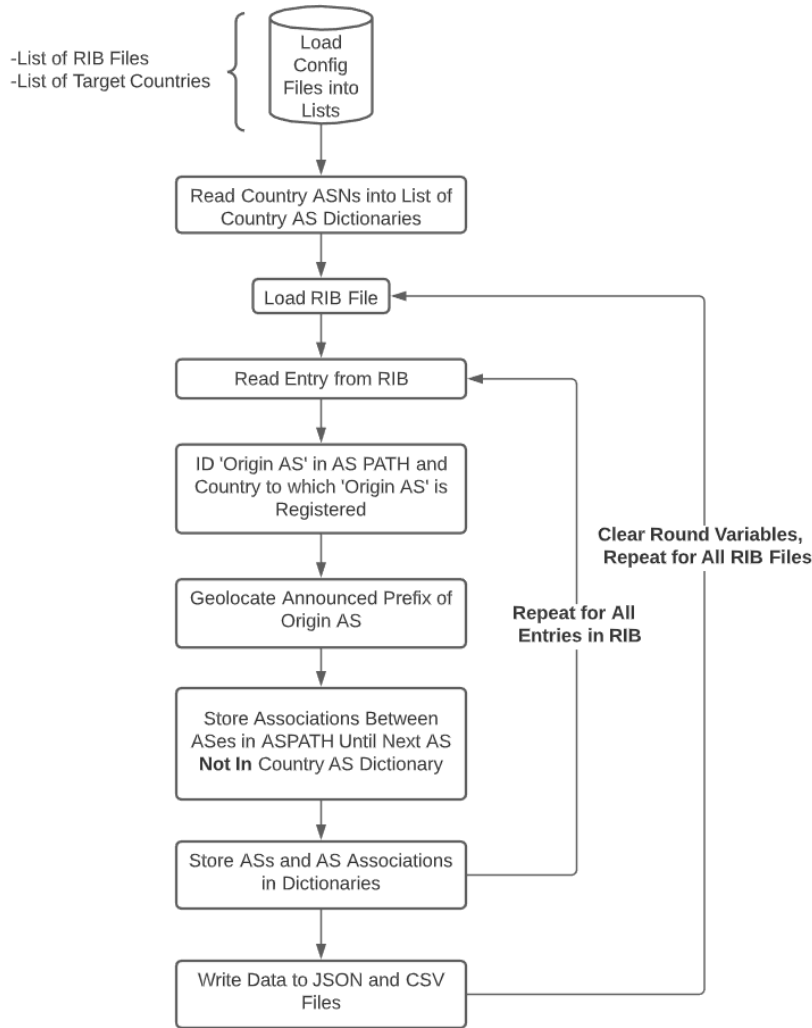 -List of RIB Files
-List of Target Countries
Load
Config
Files into
Lists
Read Country ASNs into List of
Country AS Dictionaries
Load RIB File
Read Entry from RIB
ID 'Origin AS' in AS PATH and
Country to which 'Origin AS' is
Registered
Geolocate Announced Prefix of
Origin AS
Store Associations Between
ASes in ASPATH Until Next AS
Not In Country AS Dictionary
Store ASs and AS Associations
in Dictionaries
Write Data to JSON and CSV
Files
Repeat for All
Entries in RIB
Clear Round Variables,
Repeat for All RIB Files